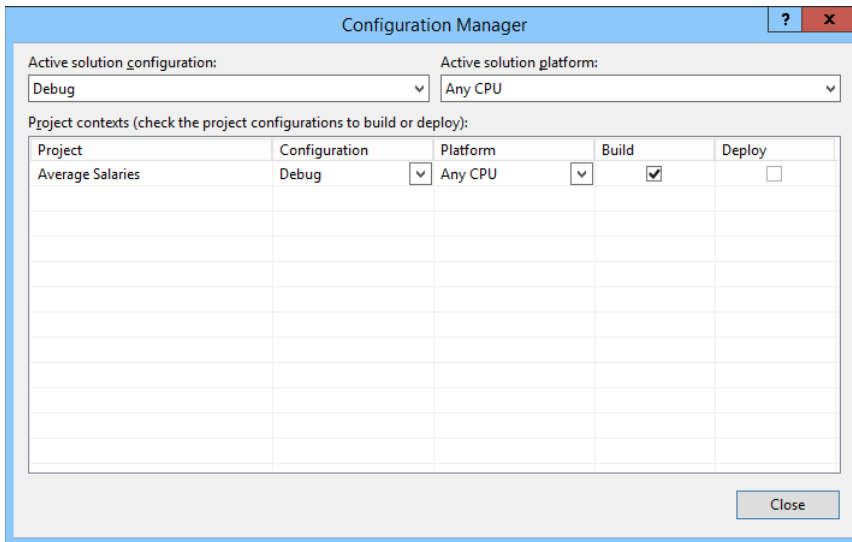 Configuration Manager
? x
Active solution configuration: Active solution platform:
Debug Any CPU
Project contexts (check the project configurations to build or deploy):
Project Configuration Platform Build Deploy
Average Salaries Debug Any CPU
Close